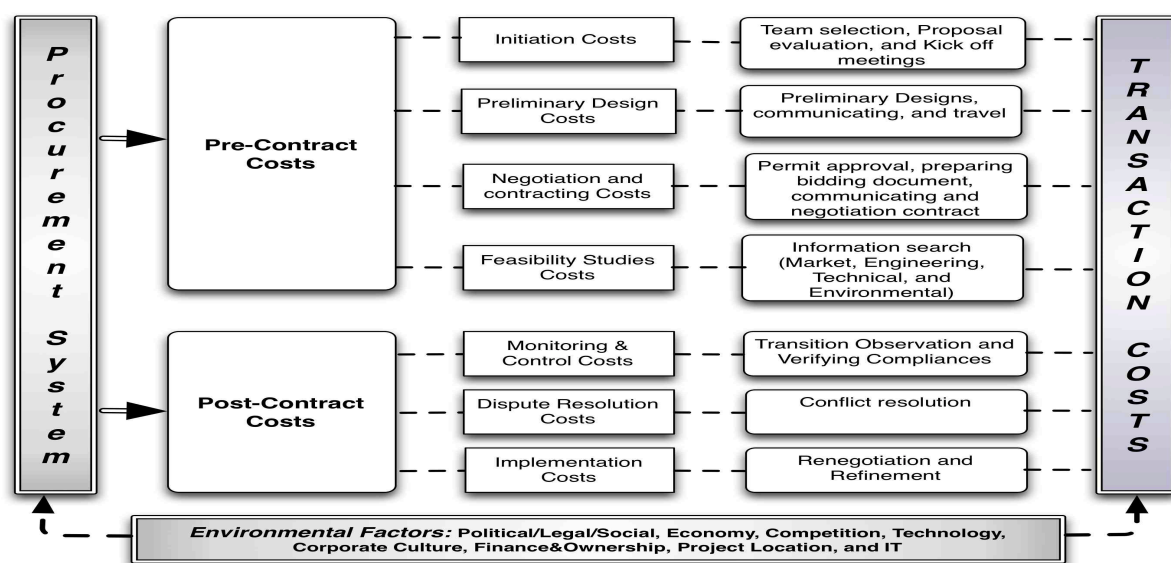 Procurement System
Pre-Contract
Costs
Initiation Costs
Team selection, Proposal
evaluation, and Kick off
meetings
Preliminary Design
Costs
Preliminary Designs,
communicating, and travel
Negotiation and
contracting Costs
Permit approval, preparing
bidding document,
communicating and
negotiation contract
Feasibility Studies
Costs
Information search
(Market, Engineering,
Technical, and
Environmental)
Post-Contract
Costs
Monitoring &
Control Costs
Transition Observation and
Verifying Compliances
Dispute Resolution
Costs
Conflict resolution
Implementation
Costs
Renegotiation and
Refinement
TRANSACTION COSTS
Environmental Factors: Political/Legal/Social, Economy, Competition, Technology,
Corporate Culture, Finance&Ownership, Project Location, and IT